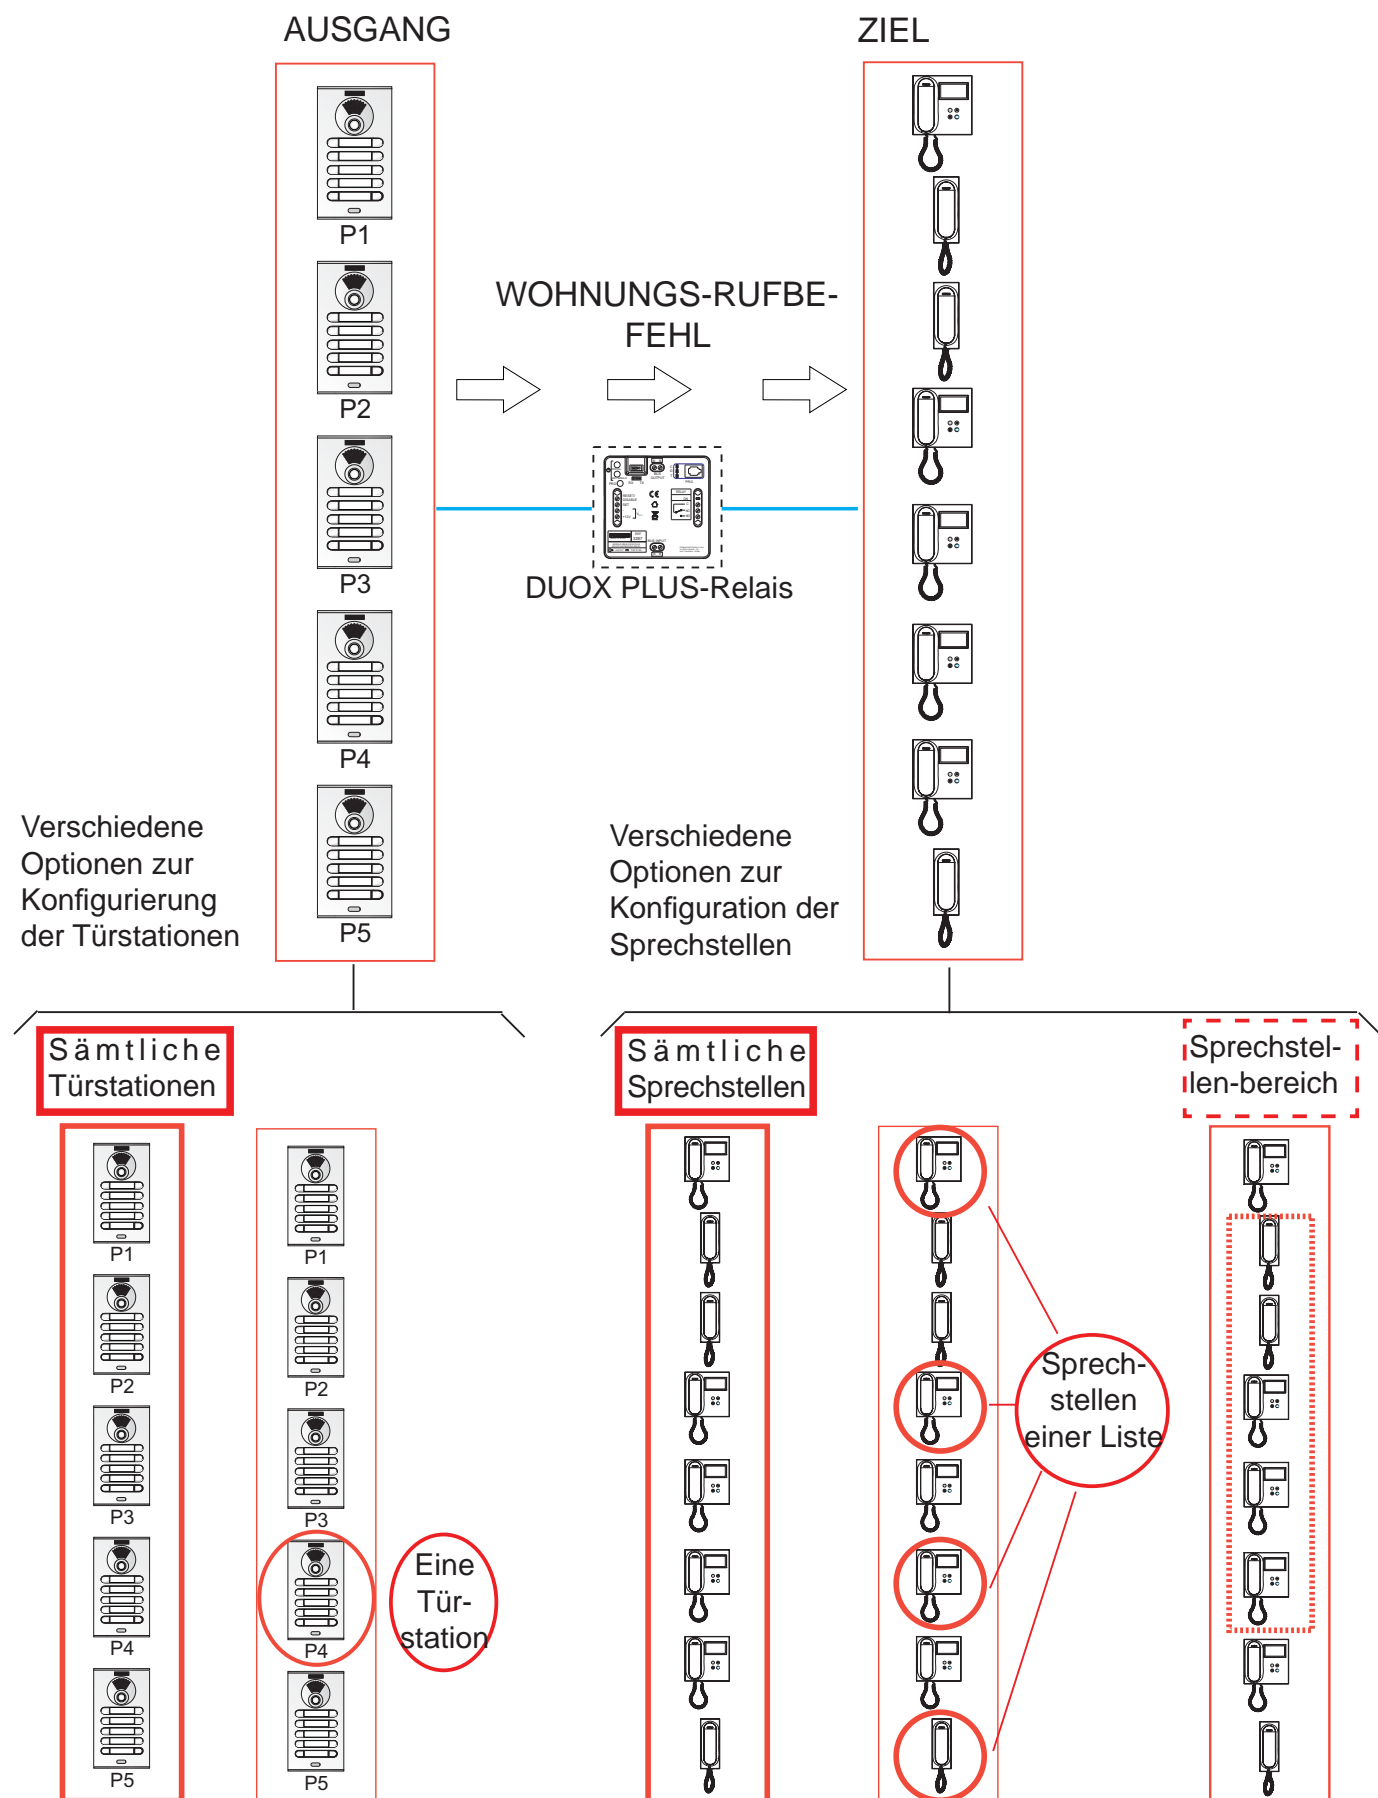 AUSGANG
ZIEL
P1
P2
P3
P4
P5
WOHNUNGS-RUFBE-
FEHL
DUOX PLUS-Relais
Verschiedene
Optionen zur
Konfigurierung
der Türstationen
Verschiedene
Optionen zur
Konfiguration der
Sprechstellen
Sämtliche
Türstationen
P1
P2
P3
P4
P5
P1
P2
P3
P4
P5
Eine
Tür-
station
Sämtliche
Sprechstellen
Sprech-
stellen
einer Liste
Sprechstel-
len-bereich